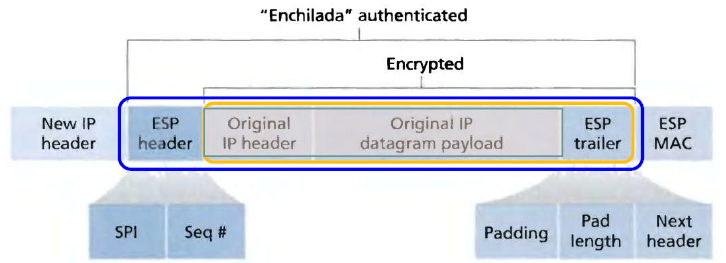 “Enchilada” authenticated
Encrypted
New IP
header
ESP
header
Original
IP header
Original IP
datagram payload
ESP
trailer
ESP
MAC
SPI
Seq #
Padding
Pad
length
Next
header